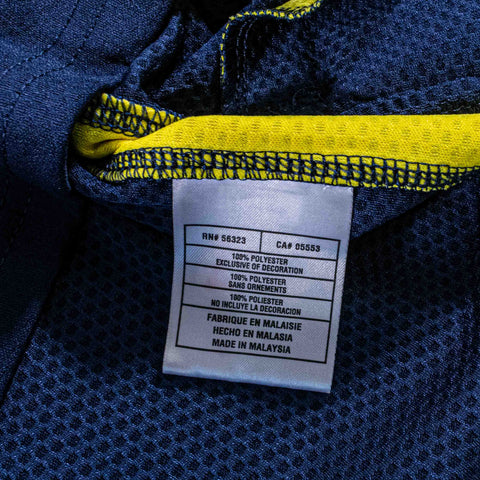 RN# 56323 CA# 05553
100% POLYESTER
EXCLUSIVE OF DECORATION
100% POLYESTER
SANS ORNEMENTS
100% POLIESTER
NO INCLUYE LA DECORACION
FABRIQUE EN MALAISIE
HECHO EN MALASIA
MADE IN MALAYSIA